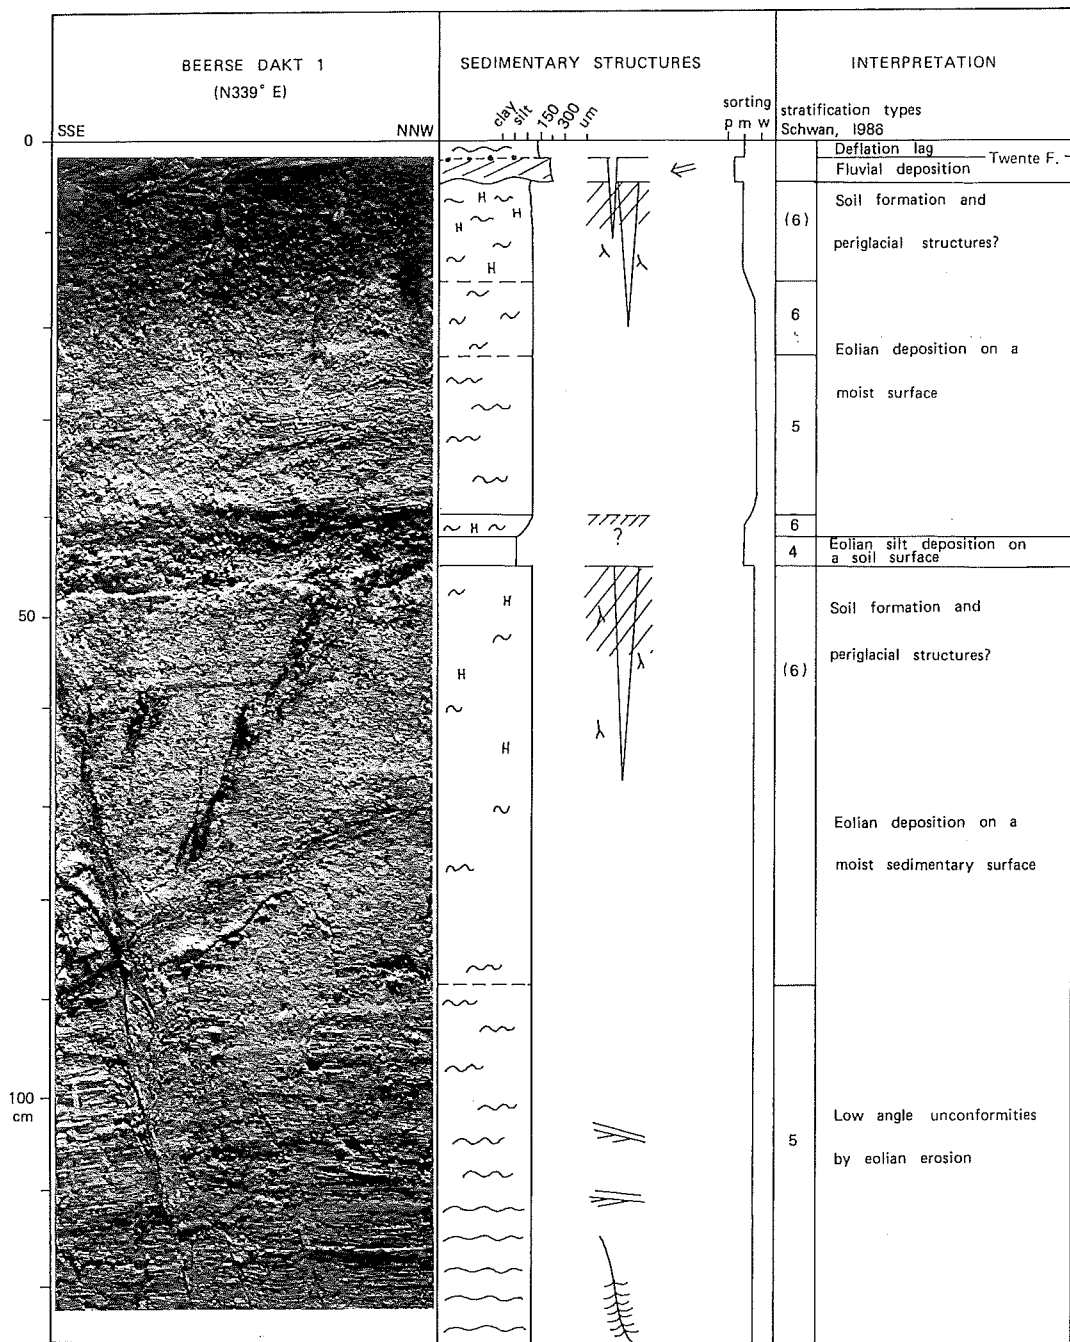 BEERSE DAKT 1
(N339° E)
SSE NNW
SEDIMENTARY STRUCTURES
clay silt 150 300 um
sorting
p m w
INTERPRETATION
stratification types
Schwan, 1986
0
Deflation lag
Twente F.
Fluvial deposition
H
H
H
H
(6)
Soil formation and
periglacial structures?
λ
λ
6
Eolian deposition on a
moist surface
5
H
?
6
4
Eolian silt deposition on
a soil surface
50
H
H
H
λ
λ
λ
(6)
Soil formation and
periglacial structures?
Eolian deposition on a
moist sedimentary surface
100
cm
5
Low angle unconformities
by eolian erosion